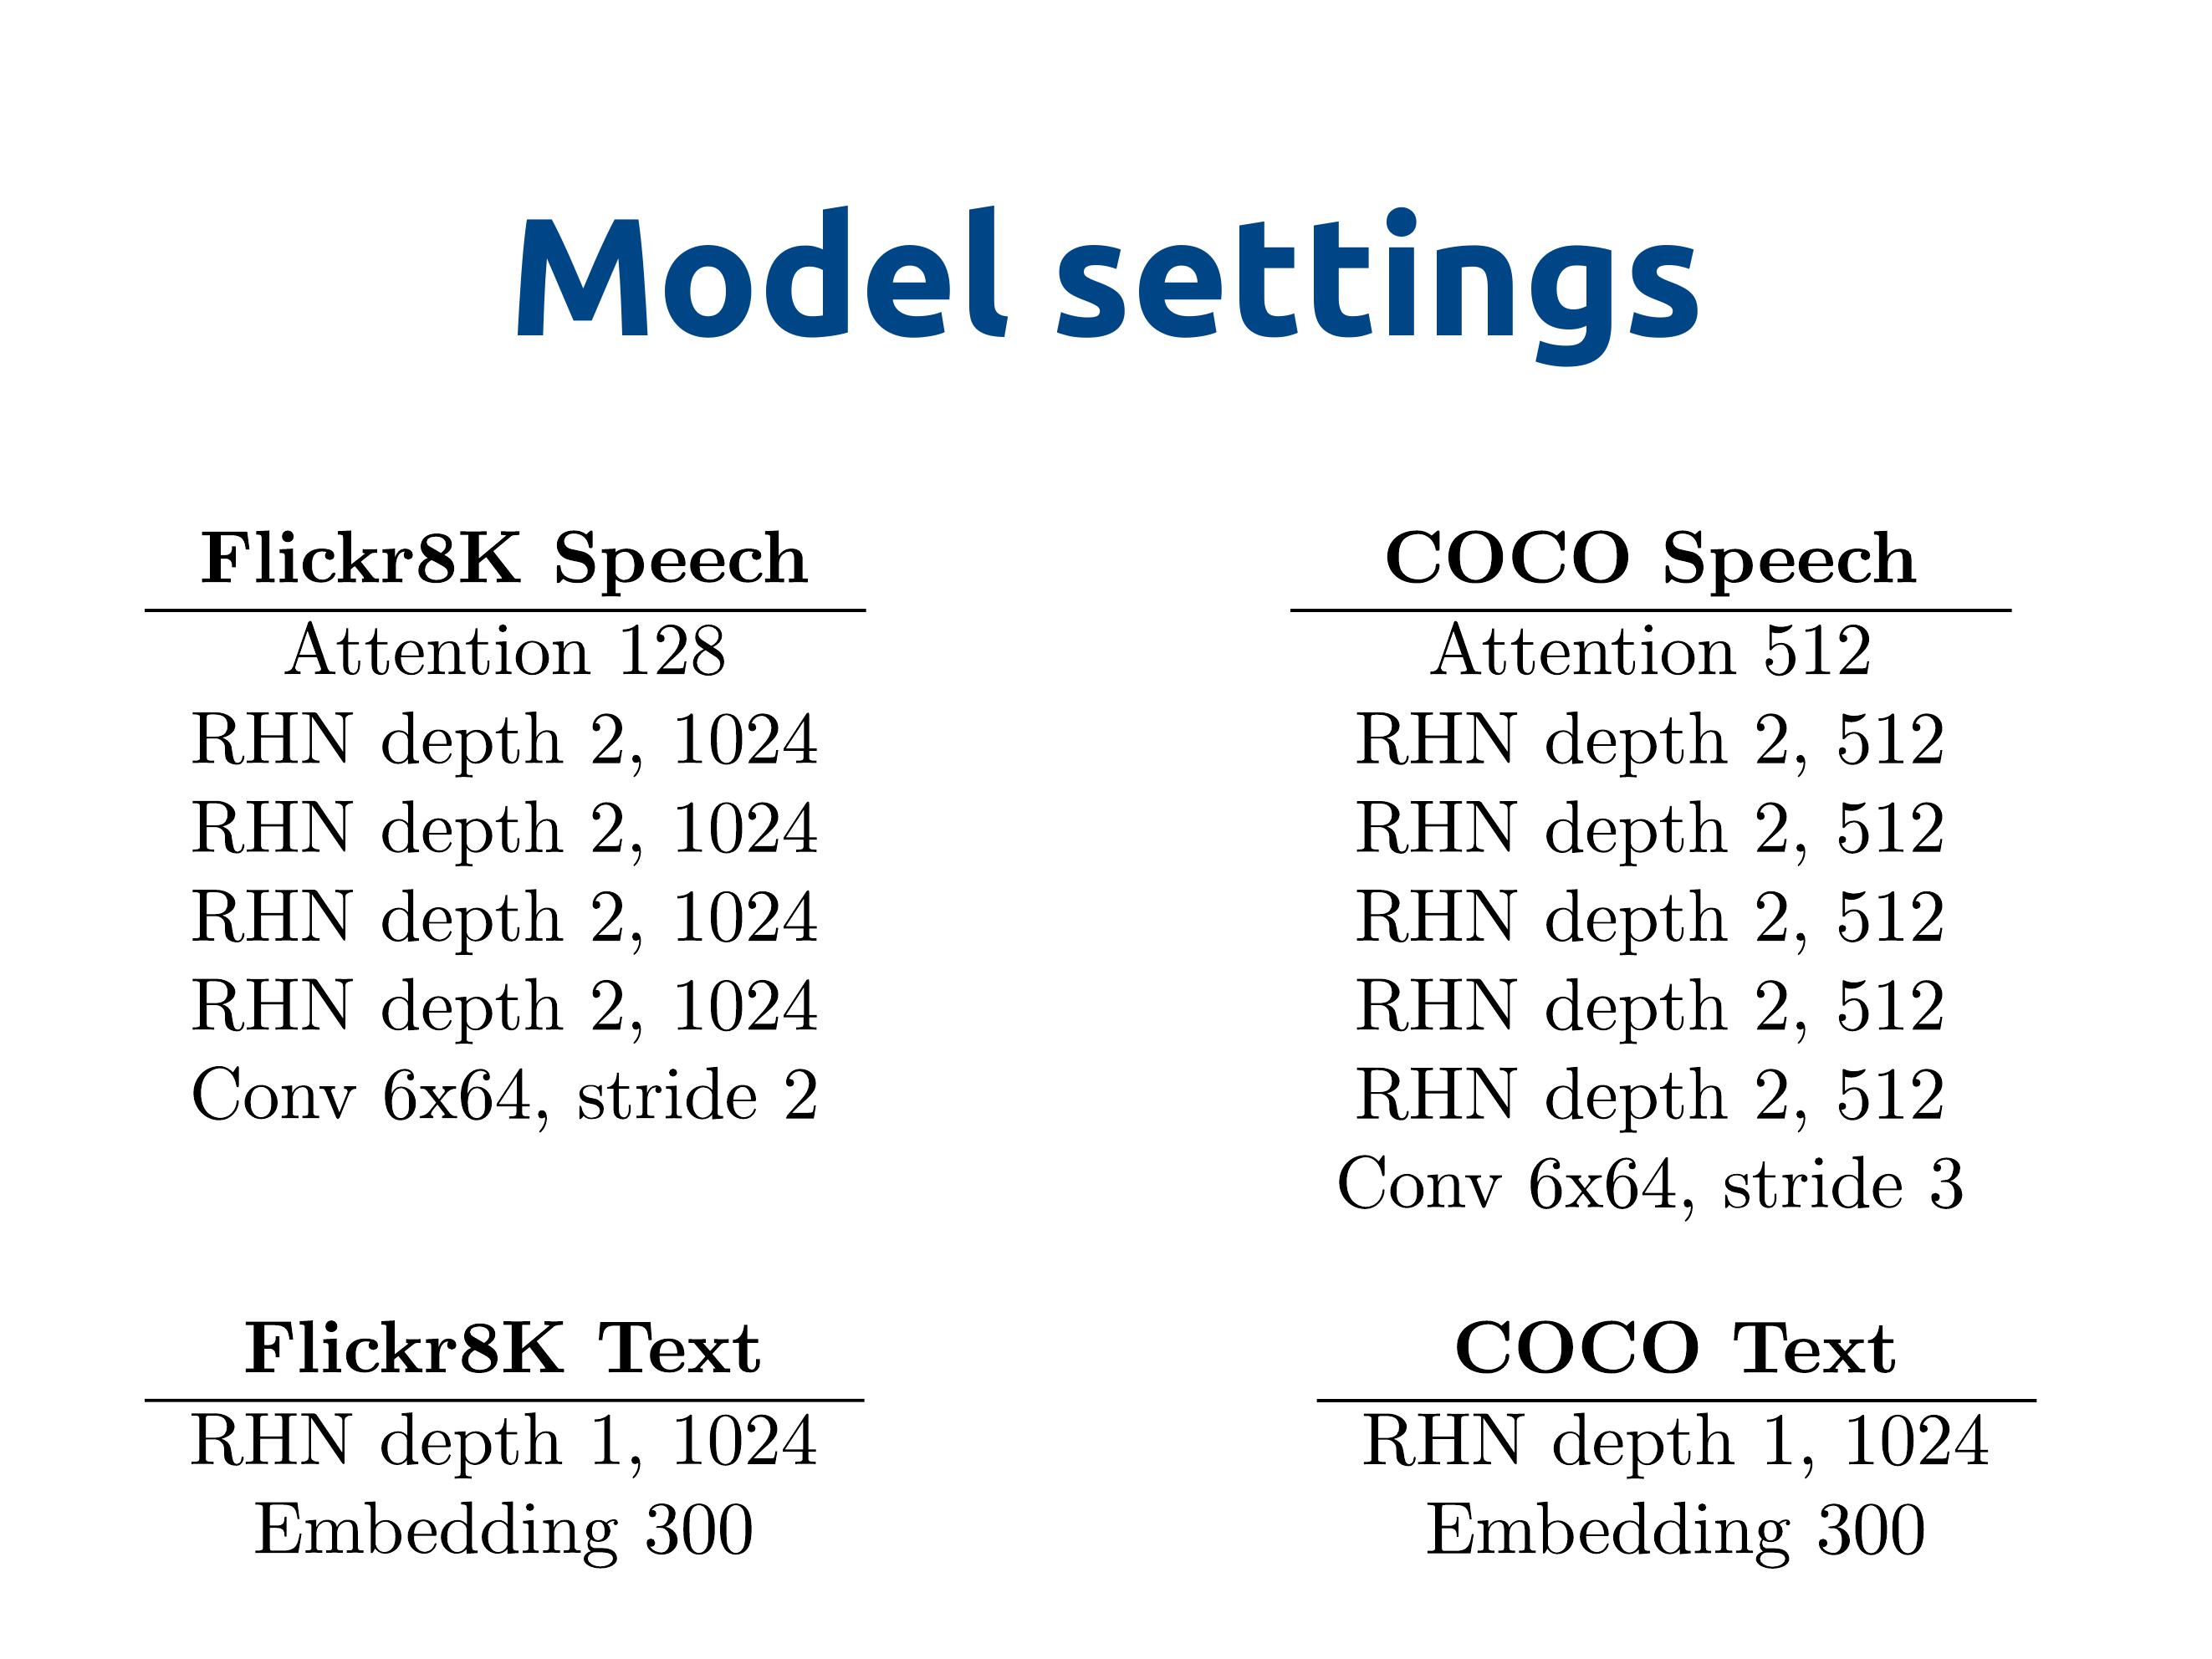 Model settings
Flickr8K Speech
Attention 128
RHN depth 2, 1024
RHN depth 2, 1024
RHN depth 2, 1024
RHN depth 2, 1024
Conv 6x64, stride 2
COCO Speech
Attention 512
RHN depth 2, 512
RHN depth 2, 512
RHN depth 2, 512
RHN depth 2, 512
RHN depth 2, 512
Conv 6x64, stride 3
Flickr8K Text
RHN depth 1, 1024
Embedding 300
COCO Text
RHN depth 1, 1024
Embedding 300